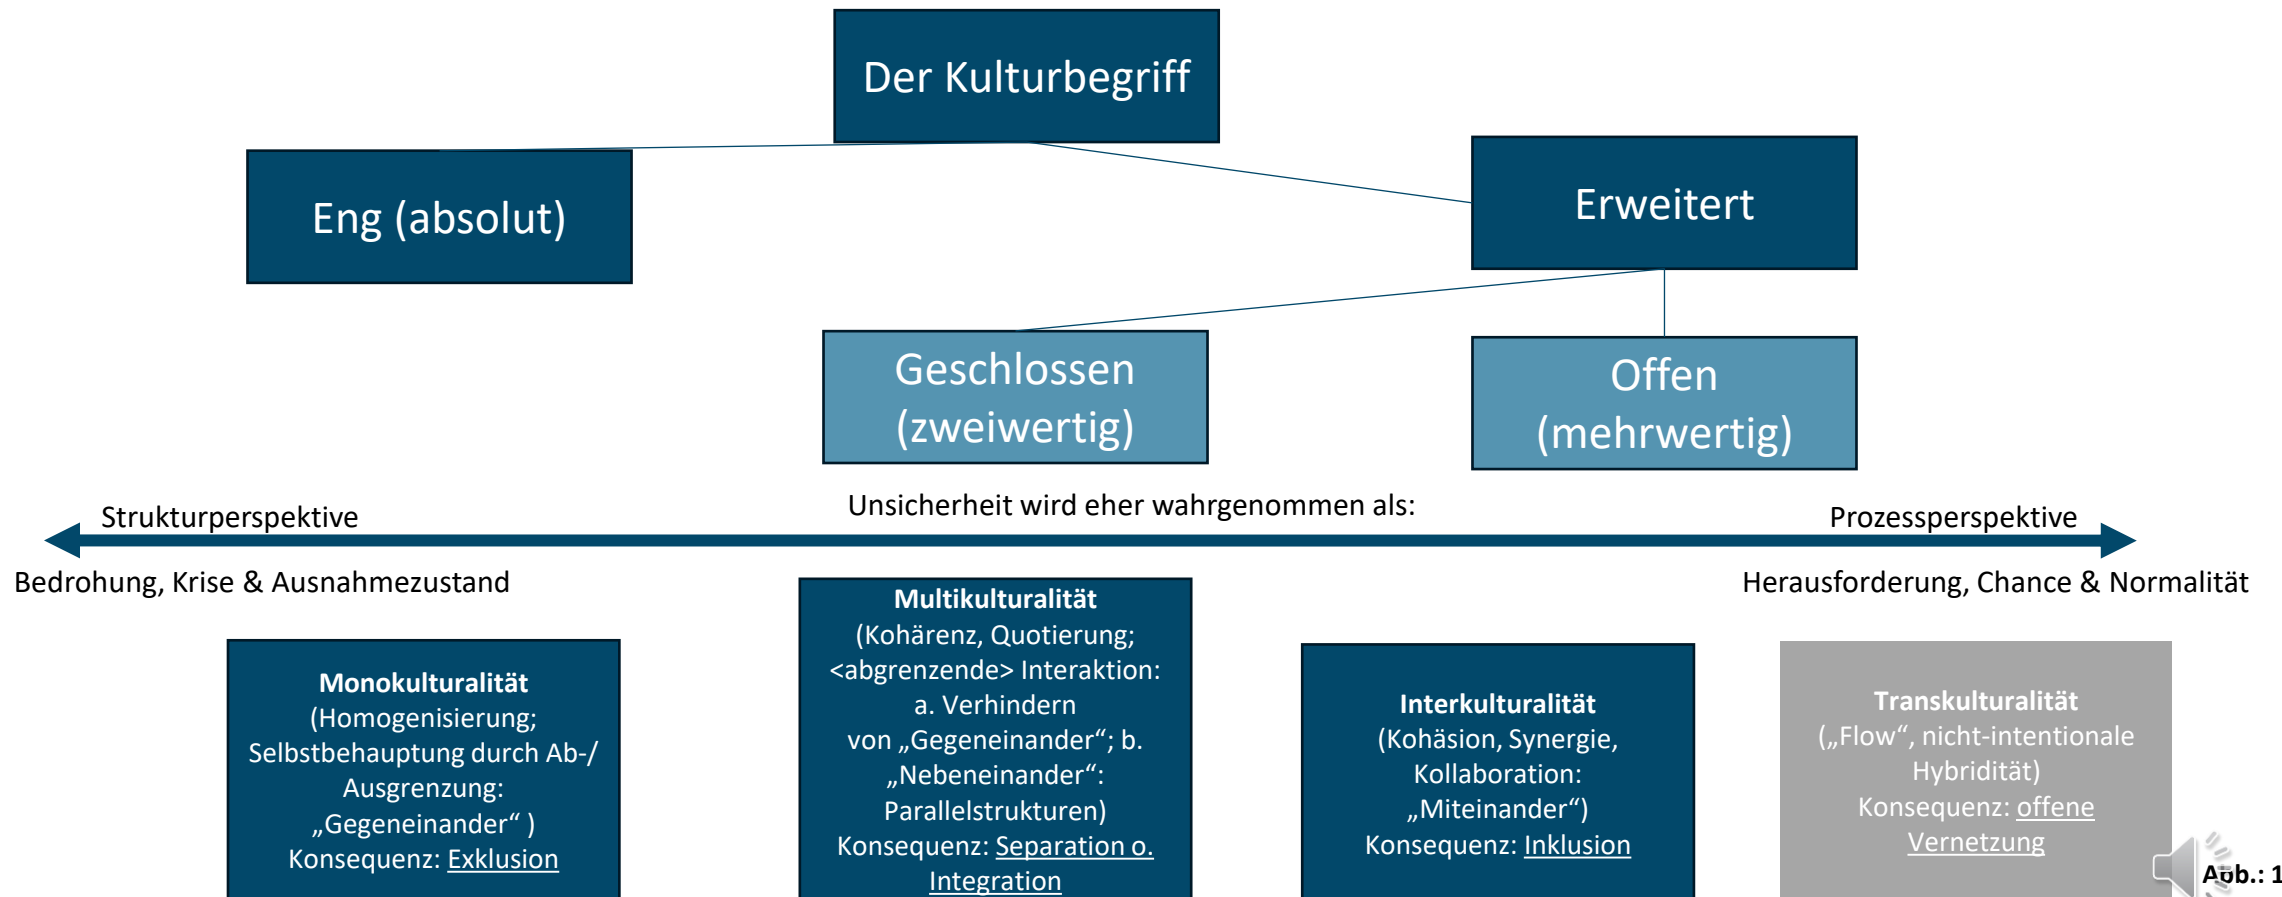 Der Kulturbegriff
Eng (absolut)
Erweitert
Geschlossen
(zweiwertig)
Offen
(mehrwertig)
Strukturperspektive
Unsicherheit wird eher wahrgenommen als:
Prozessperspektive
Bedrohung, Krise & Ausnahmezustand
Herausforderung, Chance & Normalität
Monokulturalität
(Homogenisierung;
Selbstbehauptung durch Ab-/
Ausgrenzung:
„Gegeneinander“ )
Konsequenz: Exklusion
Multikulturalität
(Kohärenz, Quotierung;
<abgrenzende> Interaktion:
a. Verhindern
von „Gegeneinander“; b.
„Nebeneinander“:
Parallelstrukturen)
Konsequenz: Separation o.
Integration
Interkulturalität
(Kohäsion, Synergie,
Kollaboration:
„Miteinander“)
Konsequenz: Inklusion
Transkulturalität
(„Flow“, nicht-intentionale
Hybridität)
Konsequenz: offene
Vernetzung
Abb.: 1